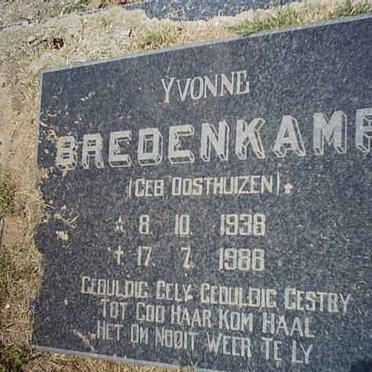 YVONNE
BREDENKAMP
(GEB OOSTHUIZEN).
* 8. 10. 1938
† 17. 7. 1988
GEDULDIG GELY GEDULDIG GESTRY
TOT GOD HAAR KOM HAAL
HET OM NOOIT WEER TE LY